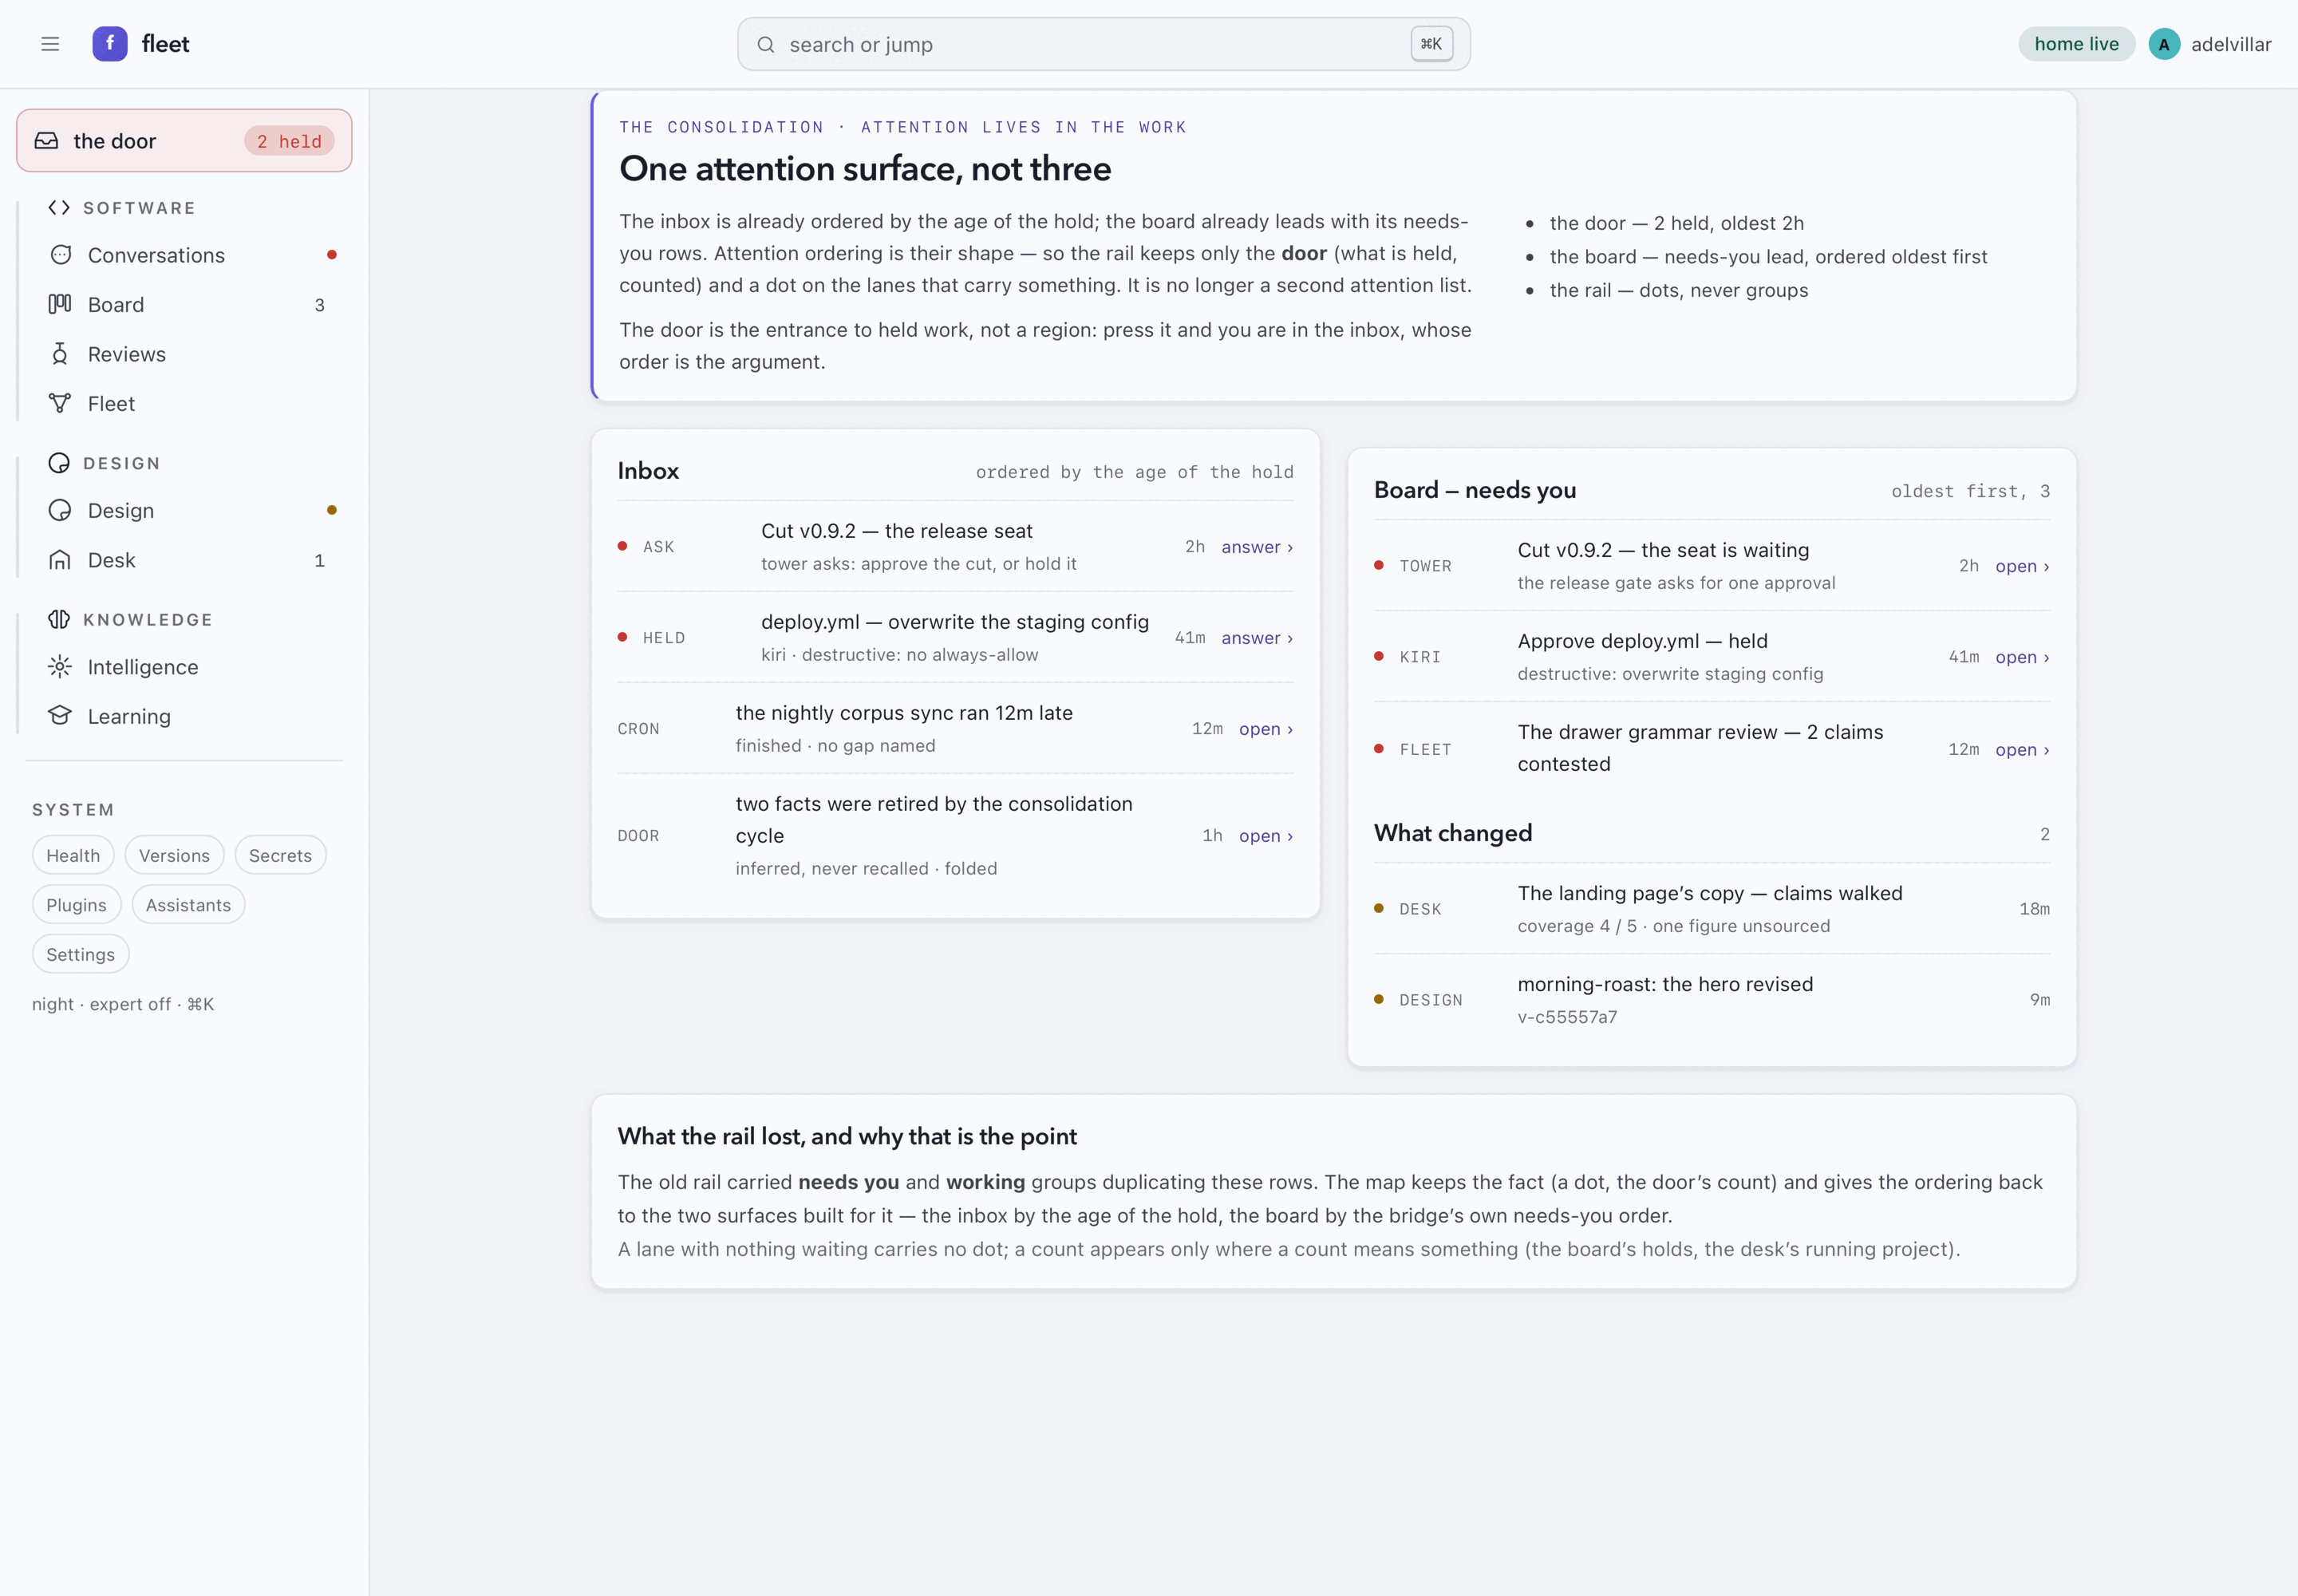 f fleet
search or jump ⌘K
home live A adelvillar
the door 2 held
SOFTWARE
Conversations
Board 3
Reviews
Fleet
DESIGN
Design
Desk 1
KNOWLEDGE
Intelligence
Learning
SYSTEM
Health Versions Secrets
Plugins Assistants
Settings
night · expert off · ⌘K
THE CONSOLIDATION · ATTENTION LIVES IN THE WORK
One attention surface, not three
The inbox is already ordered by the age of the hold; the board already leads with its needs-
you rows. Attention ordering is their shape — so the rail keeps only the door (what is held,
counted) and a dot on the lanes that carry something. It is no longer a second attention list.
The door is the entrance to held work, not a region: press it and you are in the inbox, whose
order is the argument.
• the door — 2 held, oldest 2h
• the board — needs-you lead, ordered oldest first
• the rail — dots, never groups
Inbox ordered by the age of the hold
ASK Cut v0.9.2 — the release seat 2h answer ›
tower asks: approve the cut, or hold it
HELD deploy.yml — overwrite the staging config 41m answer ›
kiri · destructive: no always-allow
CRON the nightly corpus sync ran 12m late 12m open ›
finished · no gap named
DOOR two facts were retired by the consolidation
cycle 1h open ›
inferred, never recalled · folded
Board – needs you oldest first, 3
TOWER Cut v0.9.2 — the seat is waiting 2h open ›
the release gate asks for one approval
KIRI Approve deploy.yml — held 41m open ›
destructive: overwrite staging config
FLEET The drawer grammar review — 2 claims
contested 12m open ›
What changed 2
DESK The landing page’s copy — claims walked 18m
coverage 4 / 5 · one figure unsourced
DESIGN morning-roast: the hero revised 9m
v-c55557a7
What the rail lost, and why that is the point
The old rail carried needs you and working groups duplicating these rows. The map keeps the fact (a dot, the door’s count) and gives the ordering back
to the two surfaces built for it — the inbox by the age of the hold, the board by the bridge’s own needs-you order.
A lane with nothing waiting carries no dot; a count appears only where a count means something (the board’s holds, the desk’s running project).